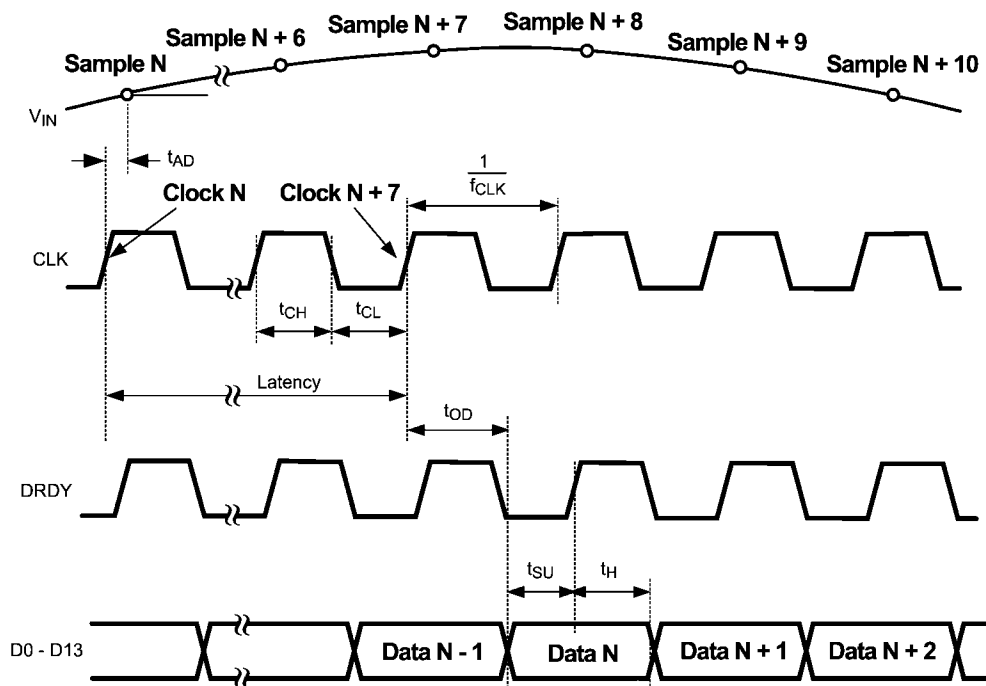 Sample N
Sample N + 6
Sample N + 7
Sample N + 8
Sample N + 9
Sample N + 10
VIN
tAD
Clock N
Clock N + 7
1
fCLK
CLK
tCH
tCL
Latency
tOD
DRDY
tSU
tH
D0 - D13
Data N - 1
Data N
Data N + 1
Data N + 2